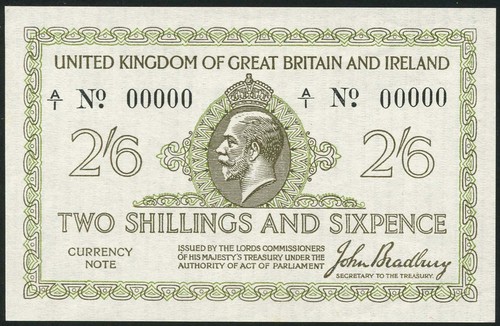 UNITED KINGDOM OF GREAT BRITAIN AND IRELAND
A/1 No. 00000 A/1 No. 00000
2/6 2/6
TWO SHILLINGS AND SIXPENCE
CURRENCY NOTE
ISSUED BY THE LORDS COMMISSIONERS
OF HIS MAJESTY'S TREASURY UNDER THE
AUTHORITY OF ACT OF PARLIAMENT
John Bradbury
SECRETARY TO THE TREASURY.